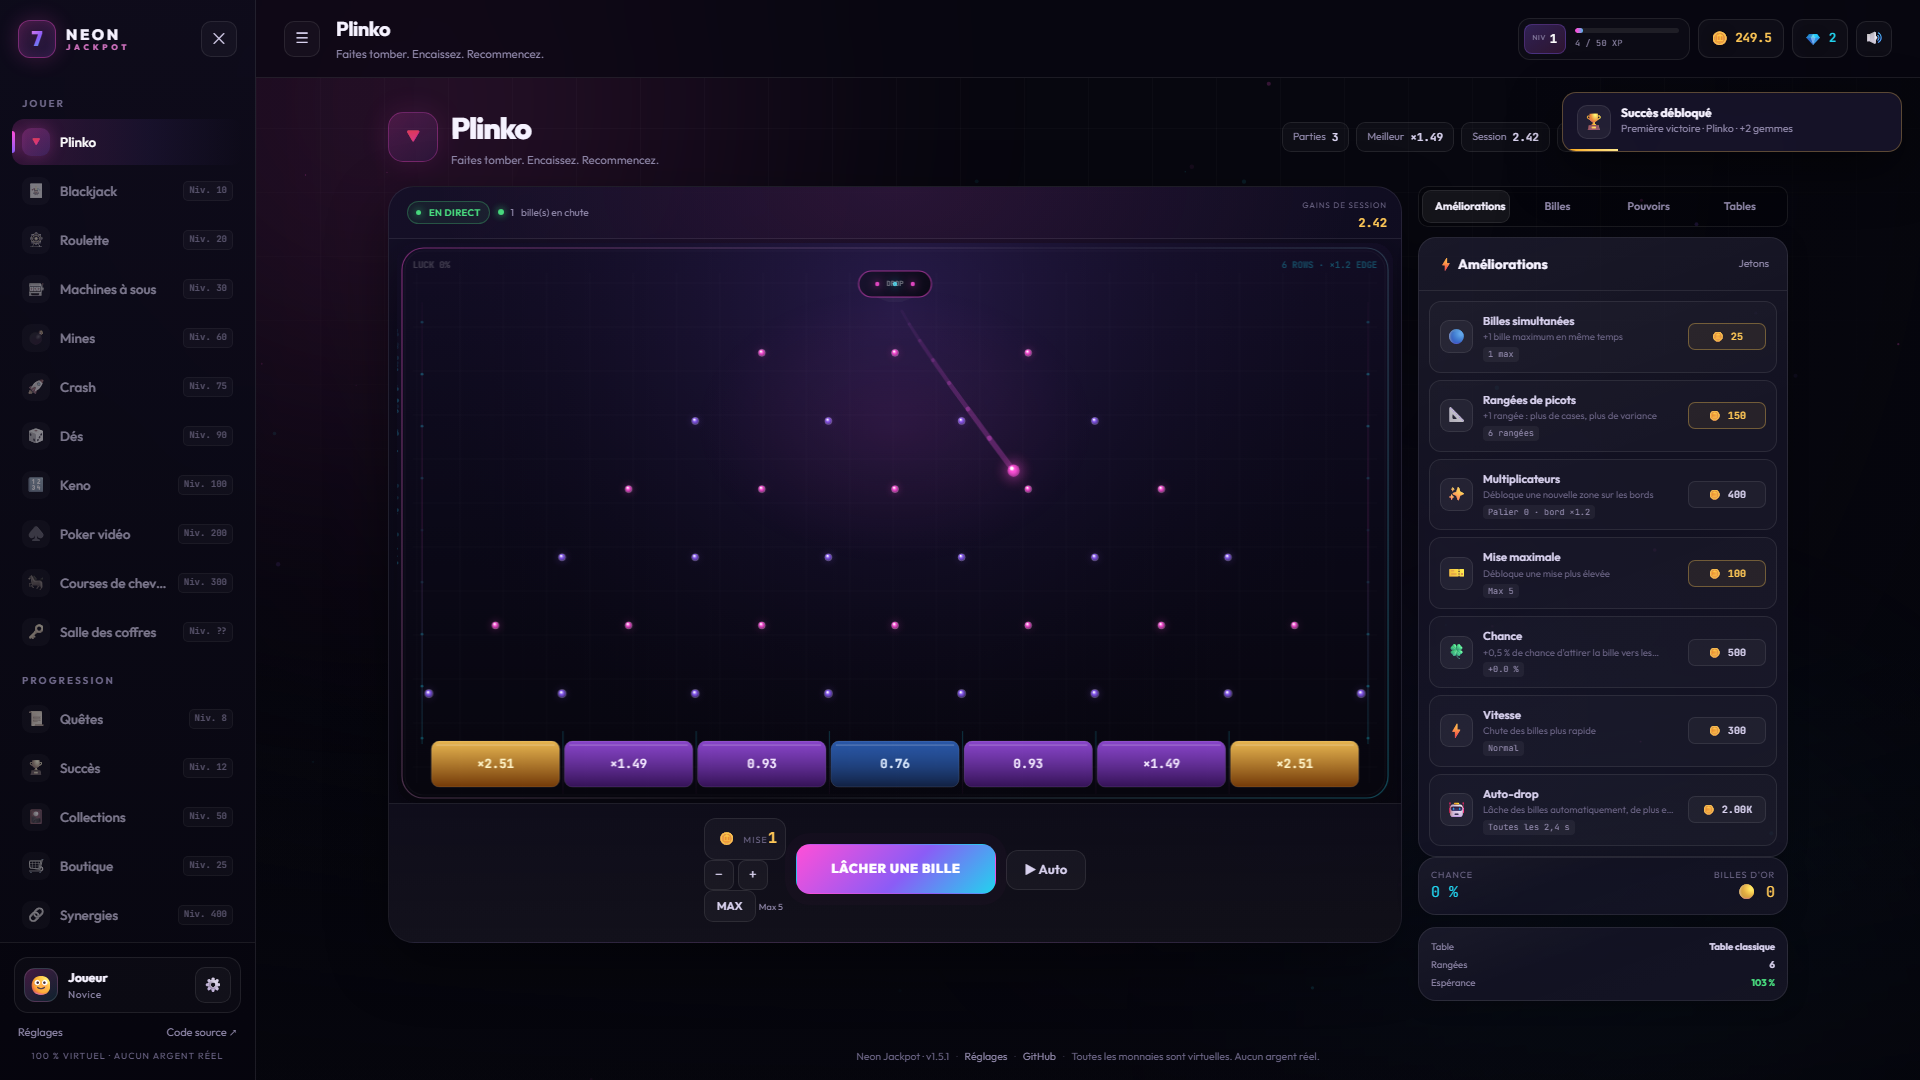 7 NEON
JACKPOT
JOUER
Plinko
Blackjack Niv. 10
Roulette Niv. 20
Machines à sous Niv. 30
Mines Niv. 60
Crash Niv. 75
Dés Niv. 90
Keno Niv. 100
Poker vidéo Niv. 200
Courses de chev... Niv. 300
Salle des coffres Niv. ??
PROGRESSION
Quêtes Niv. 8
Succès Niv. 12
Collections Niv. 50
Boutique Niv. 25
Synergies Niv. 400
Joueur
Novice
Réglages Code source ↗
100 % VIRTUEL · AUCUN ARGENT RÉEL
Plinko
Faites tomber. Encaissez. Recommencez.
NIV 1
4 / 50 XP
249.5
2
Succès débloqué
Première victoire · Plinko · +2 gemmes
Plinko
Faites tomber. Encaissez. Recommencez.
Parties 3
Meilleur ×1.49
Session 2.42
EN DIRECT 1 bille(s) en chute
GAINS DE SESSION
2.42
LUCK 0%
6 ROWS · ×1.2 EDGE
DROP
×2.51 ×1.49 0.93 0.76 0.93 ×1.49 ×2.51
MISE 1
− +
MAX Max 5
LÂCHER UNE BILLE
▶ Auto
Améliorations Billes Pouvoirs Tables
Améliorations Jetons
Billes simultanées
+1 bille maximum en même temps
1 max
25
Rangées de picots
+1 rangée : plus de cases, plus de variance
6 rangées
150
Multiplicateurs
Débloque une nouvelle zone sur les bords
Palier 0 · bord ×1.2
400
Mise maximale
Débloque une mise plus élevée
Max 5
100
Chance
+0,5 % de chance d'attirer la bille vers les...
+0.0 %
500
Vitesse
Chute des billes plus rapide
Normal
300
Auto-drop
Lâche des billes automatiquement, de plus e...
Toutes les 2,4 s
2.00K
CHANCE
0 %
BILLES D'OR
0
Table Table classique
Rangées 6
Espérance 103 %
Neon Jackpot · v1.5.1 · Réglages · GitHub · Toutes les monnaies sont virtuelles. Aucun argent réel.